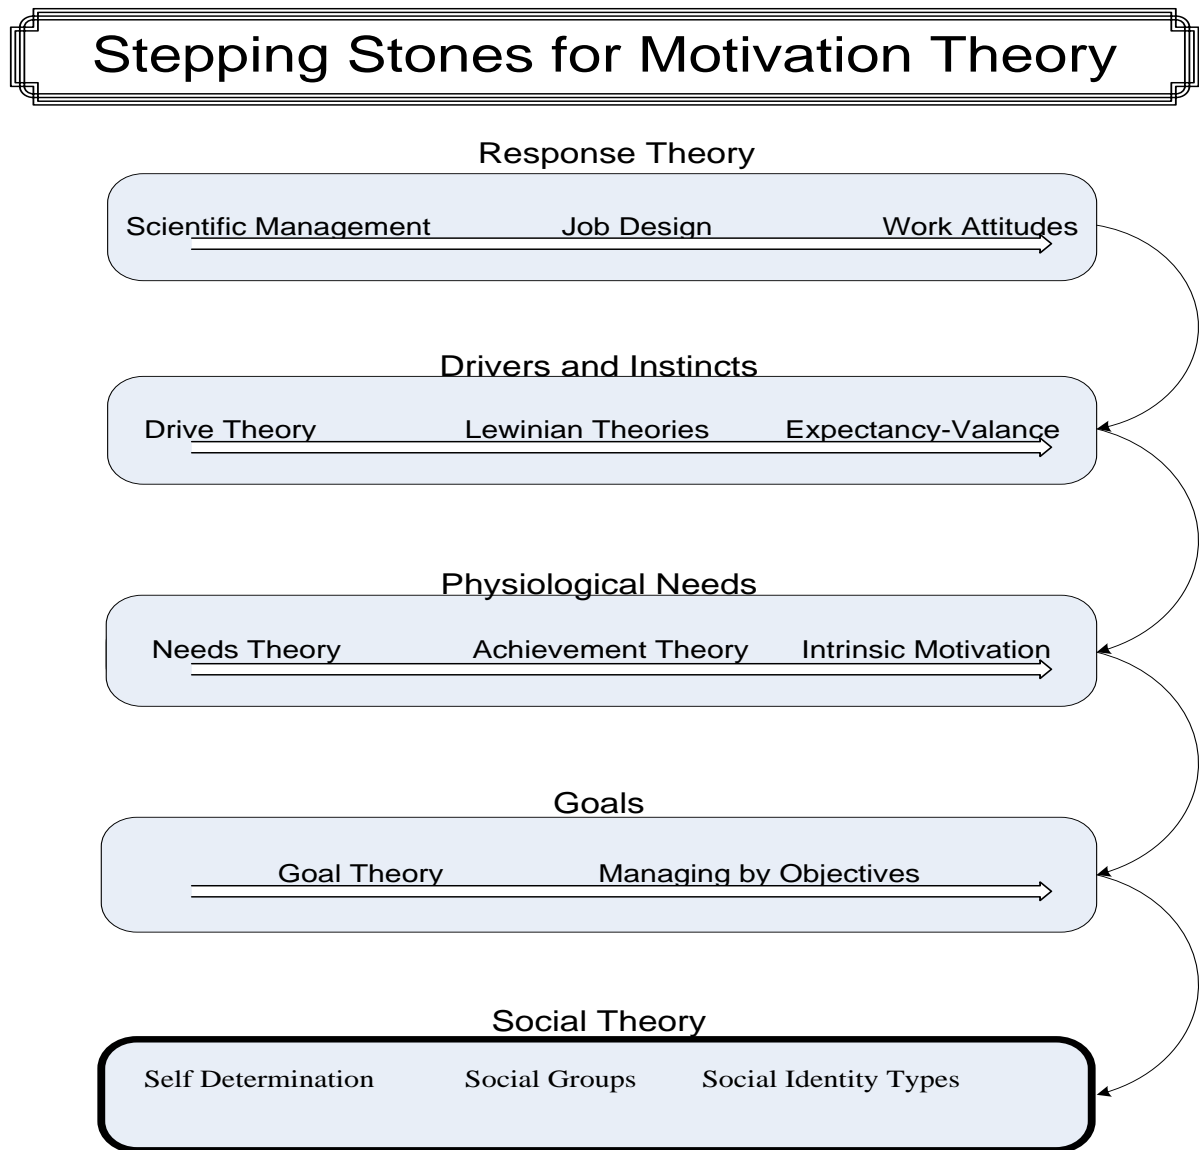 Stepping Stones for Motivation Theory
Response Theory
Scientific Management Job Design Work Attitudes
Drivers and Instincts
Drive Theory Lewinian Theories Expectancy-Valance
Physiological Needs
Needs Theory Achievement Theory Intrinsic Motivation
Goals
Goal Theory Managing by Objectives
Social Theory
Self Determination Social Groups Social Identity Types